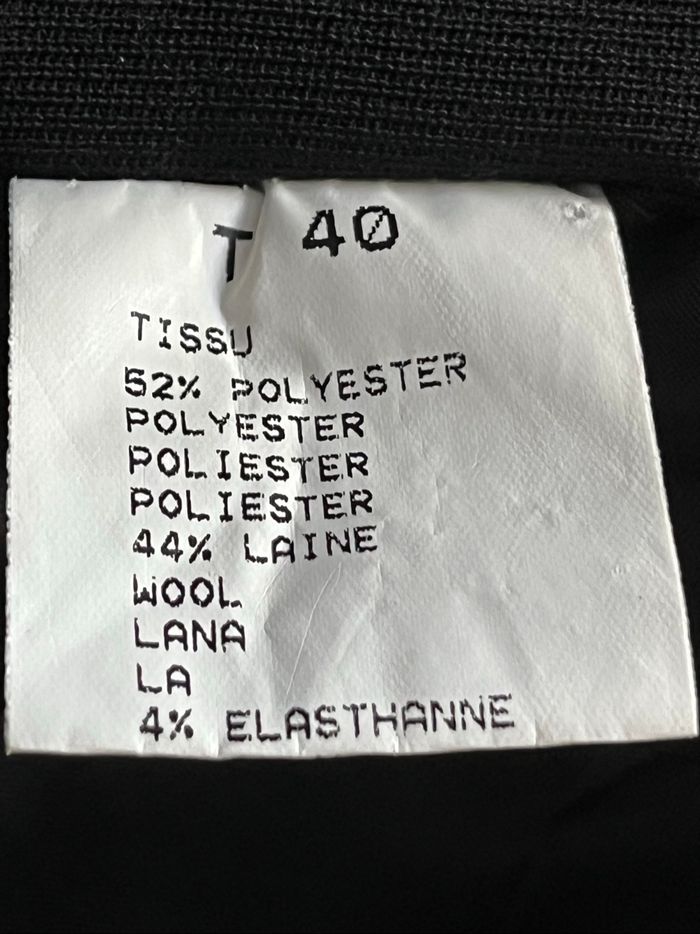 T 40
TISSU
52% POLYESTER
POLYESTER
POLIESTER
POLIESTER
44% LAINE
WOOL
LANA
LA
4% ELASTHANNE